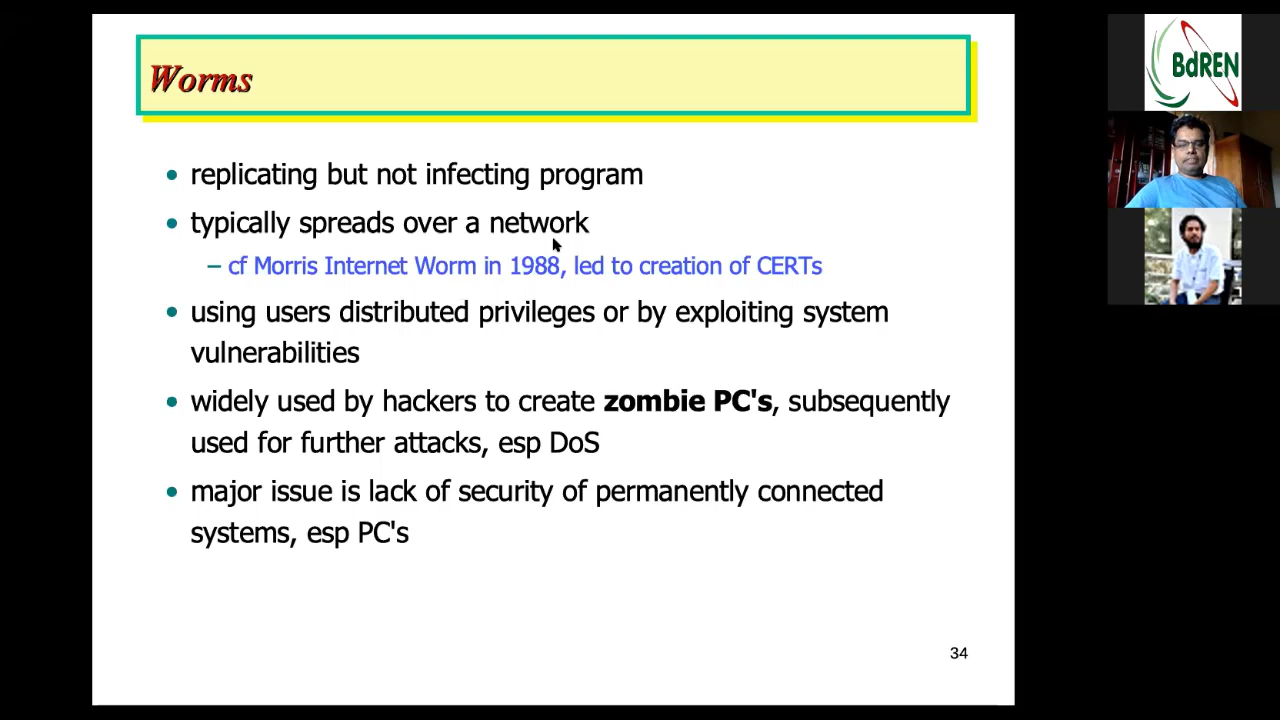 Worms
• replicating but not infecting program
• typically spreads over a network
– cf Morris Internet Worm in 1988, led to creation of CERTs
• using users distributed privileges or by exploiting system
vulnerabilities
• widely used by hackers to create zombie PC's, subsequently
used for further attacks, esp DoS
• major issue is lack of security of permanently connected
systems, esp PC's
34
BdREN